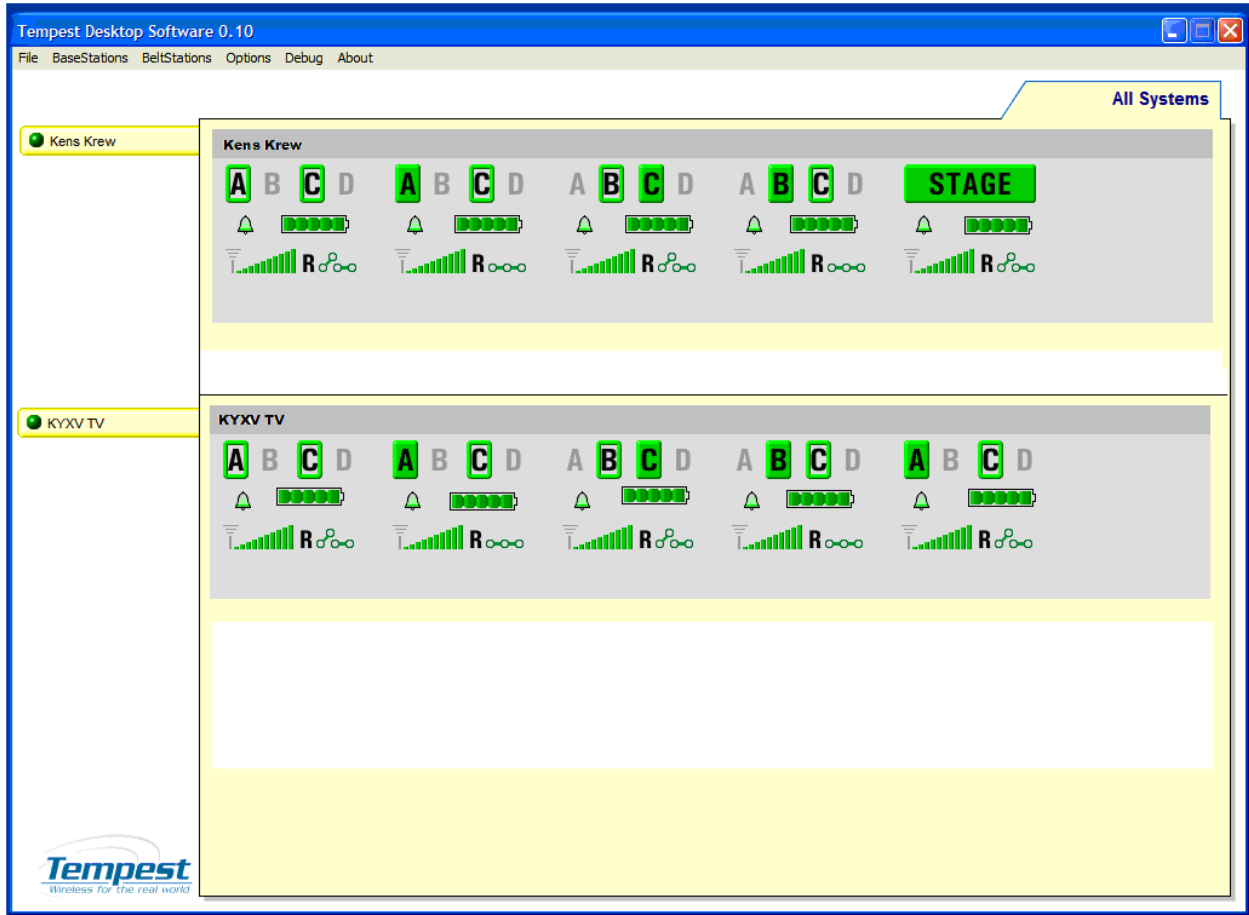 Tempest Desktop Software 0.10
File BaseStations BeltStations Options Debug About
All Systems
Kens Krew
Kens Krew
A B C D A B C D A B C D A B C D STAGE
R R R R R
KYXV TV
KYXV TV
A B C D A B C D A B C D A B C D A B C D
R R R R R
Tempest
Wireless for the real world